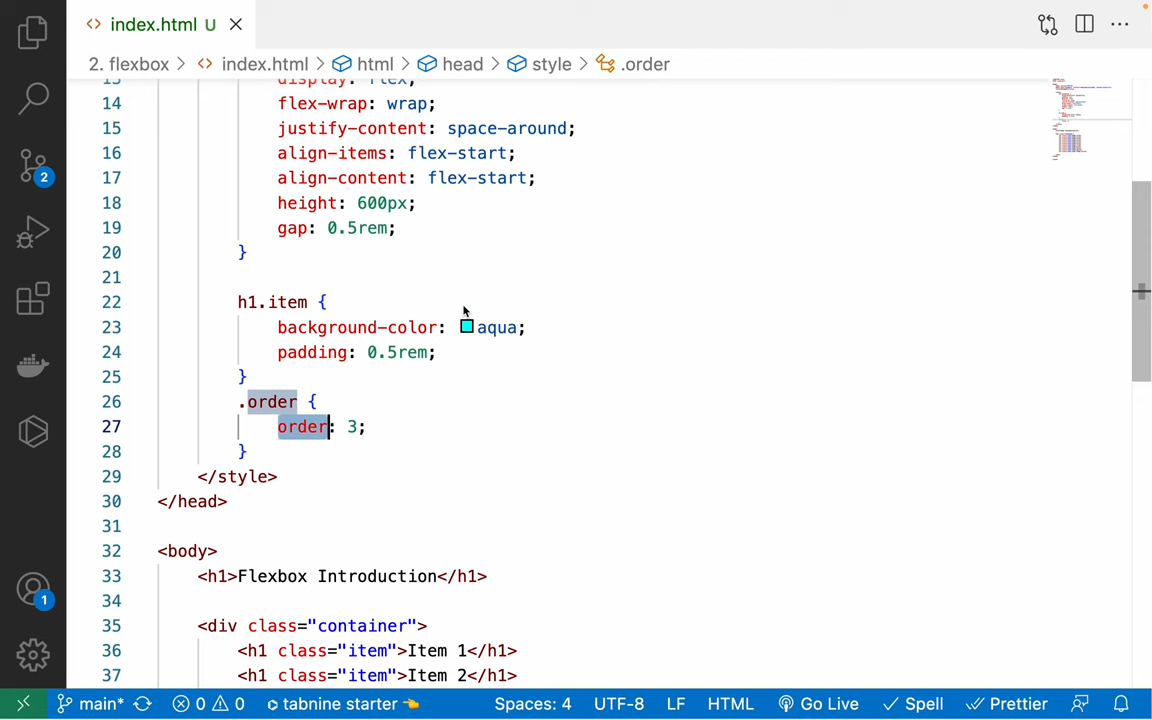 index.html U
2. flexbox > index.html > html > head > style > .order
13 display: flex;
14 flex-wrap: wrap;
15 justify-content: space-around;
16 align-items: flex-start;
17 align-content: flex-start;
18 height: 600px;
19 gap: 0.5rem;
20 }
21
22 h1.item {
23 background-color: aqua;
24 padding: 0.5rem;
25 }
26 .order {
27 order: 3;
28 }
29 </style>
30 </head>
31
32 <body>
33 <h1>Flexbox Introduction</h1>
34
35 <div class="container">
36 <h1 class="item">Item 1</h1>
37 <h1 class="item">Item 2</h1>
2
1
main* 0 0 tabnine starter Spaces: 4 UTF-8 LF HTML Go Live Spell Prettier